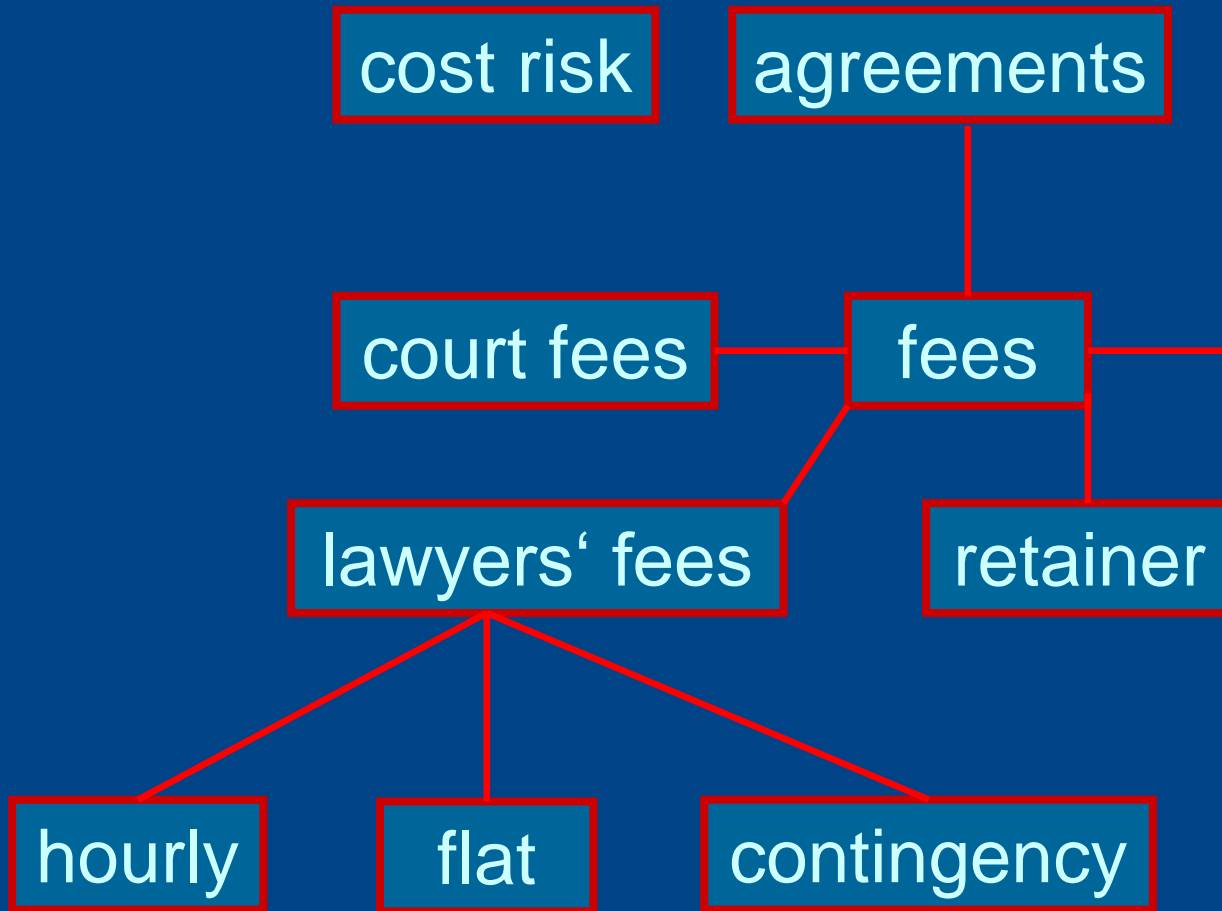 cost risk
agreements
court fees
fees
lawyers‘ fees
retainer
hourly
flat
contingency